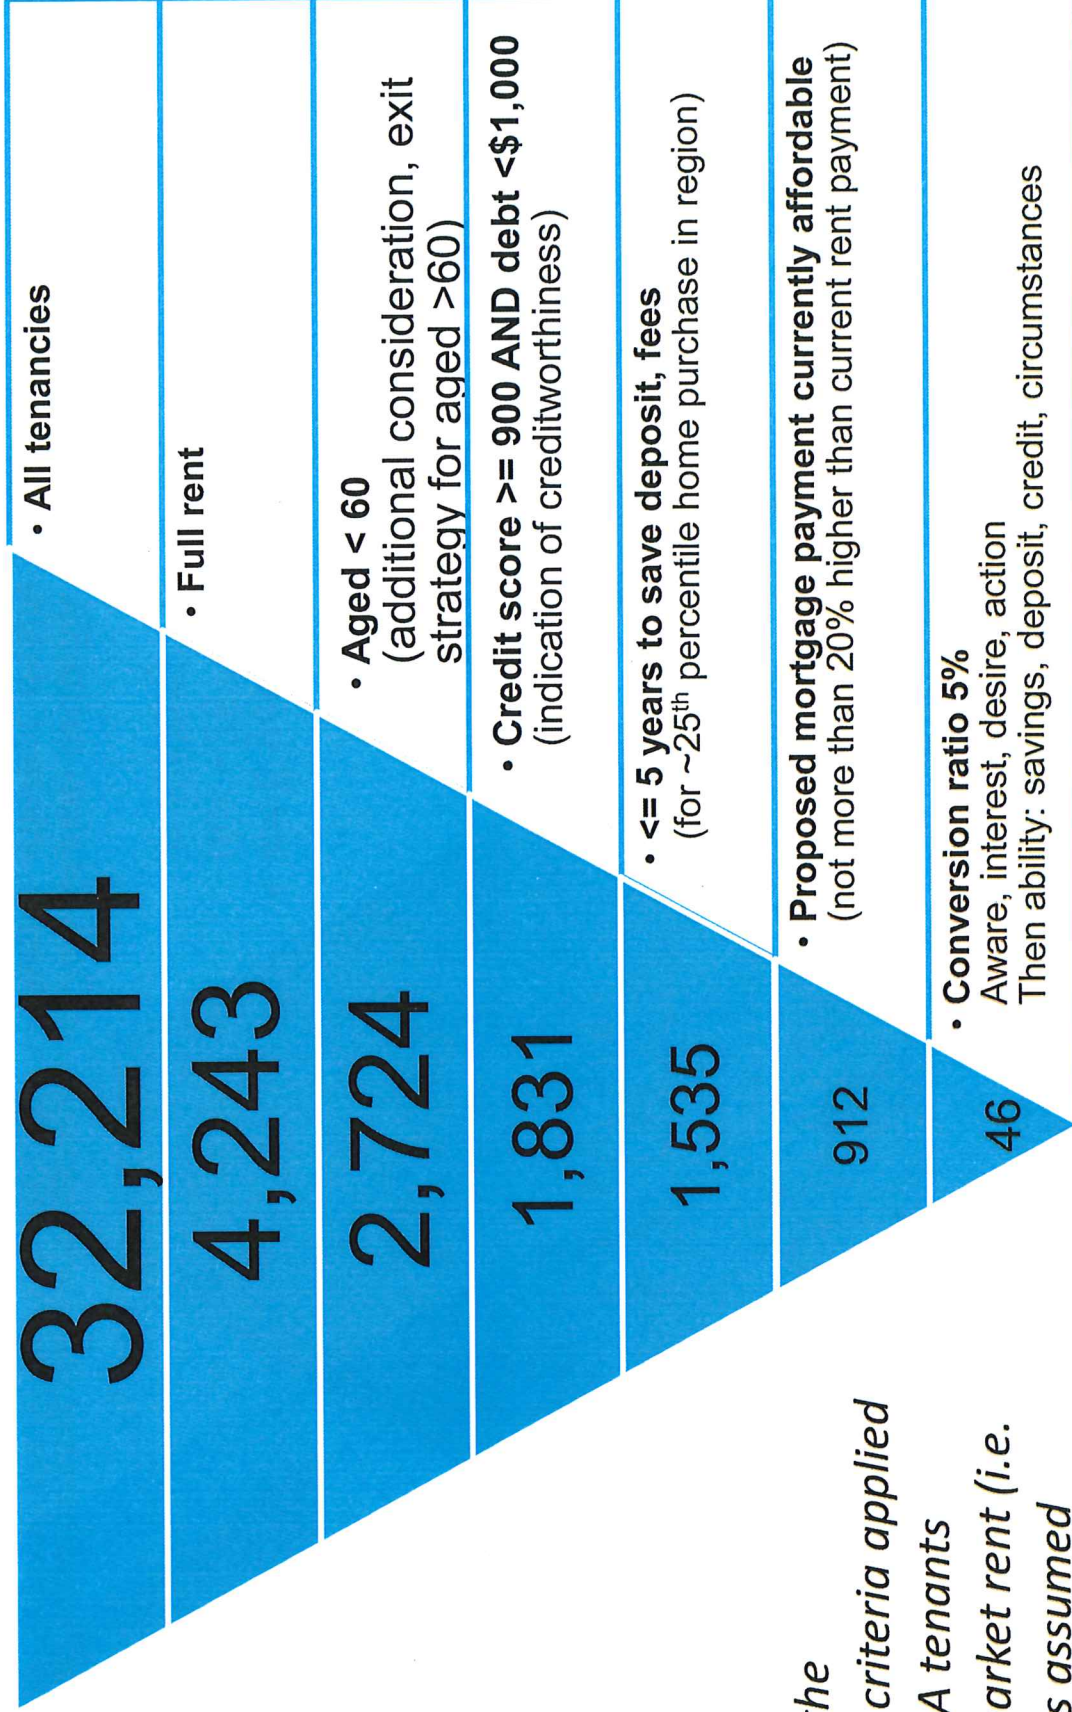 32,214
• All tenancies
4,243
• Full rent
2,724
• Aged < 60
(additional consideration, exit
strategy for aged >60)
1,831
• Credit score >= 900 AND debt <$1,000
(indication of creditworthiness)
1,535
• <= 5 years to save deposit, fees
(for ~25th percentile home purchase in region)
912
• Proposed mortgage payment currently affordable
(not more than 20% higher than current rent payment)
46
• Conversion ratio 5%
Aware, interest, desire, action
Then ability: savings, deposit, credit, circumstances
the
criteria applied
A tenants
arket rent (i.e.
s assumed